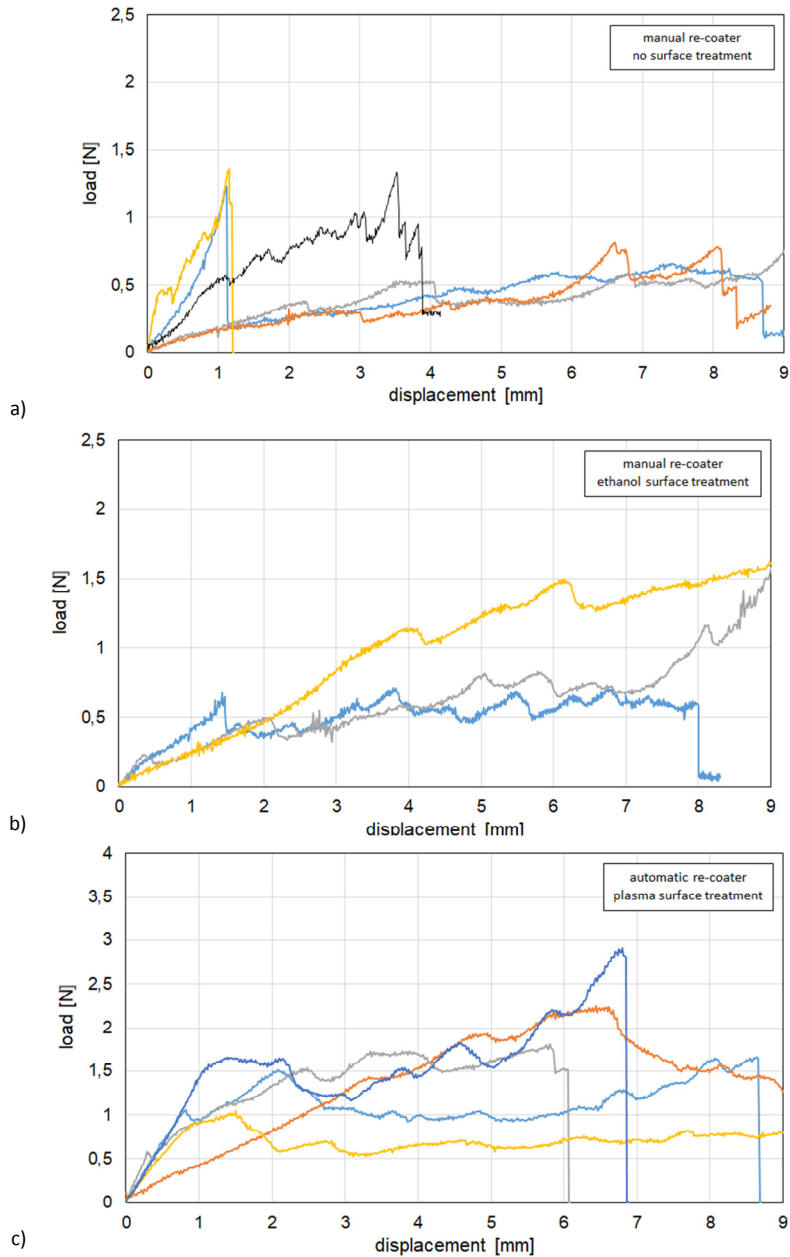 2,5
manual re-coater
no surface treatment
2
1,5
load [N]
1
0,5
0
0 1 2 3 4 5 6 7 8 9
displacement [mm]
a)
2,5
manual re-coater
ethanol surface treatment
2
1,5
load [N]
1
0,5
0
0 1 2 3 4 5 6 7 8 9
displacement [mm]
b)
4
automatic re-coater
plasma surface treatment
3,5
3
2,5
load [N]
2
1,5
1
0,5
0
0 1 2 3 4 5 6 7 8 9
displacement [mm]
c)